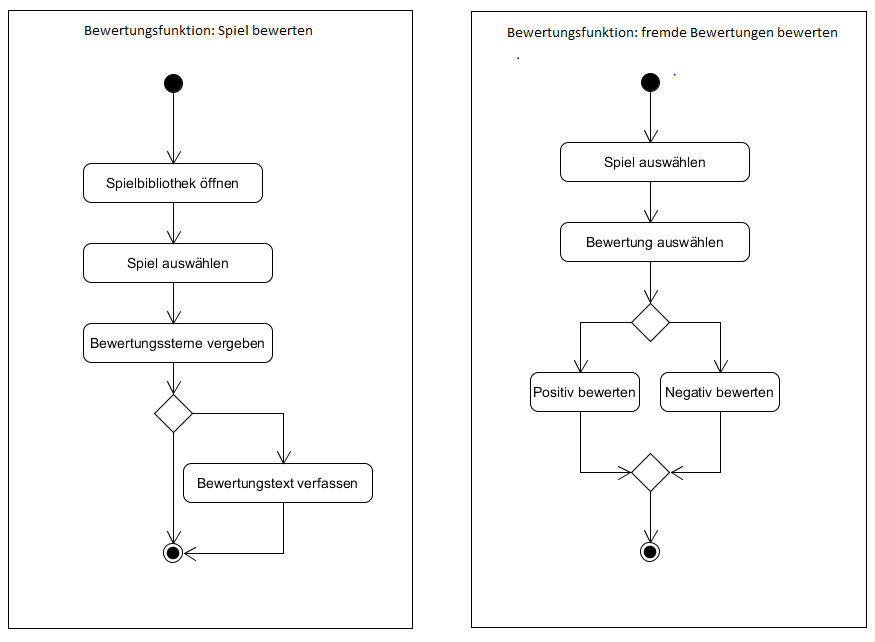 Bewertungsfunktion: Spiel bewerten
Spielbibliothek öffnen
Spiel auswählen
Bewertungssterne vergeben
Bewertungstext verfassen
Bewertungsfunktion: fremde Bewertungen bewerten
Spiel auswählen
Bewertung auswählen
Positiv bewerten
Negativ bewerten